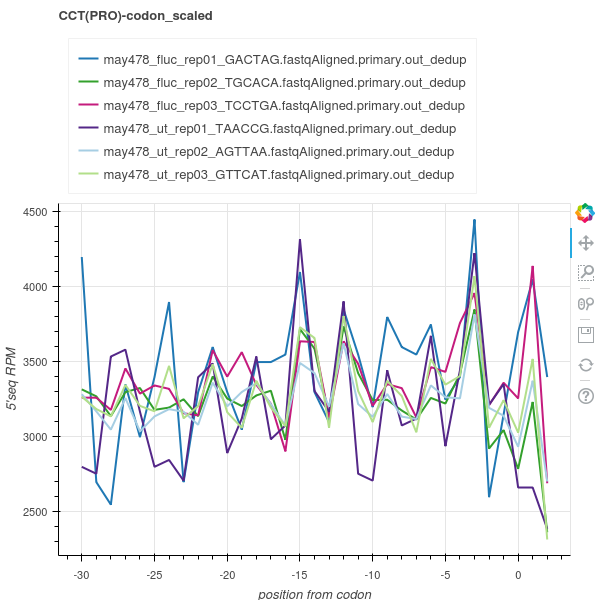 CCT(PRO)-codon_scaled
may478_fluc_rep01_GACTAG.fastqAligned.primary.out_dedup
may478_fluc_rep02_TGCACA.fastqAligned.primary.out_dedup
may478_fluc_rep03_TCCTGA.fastqAligned.primary.out_dedup
may478_ut_rep01_TAACCG.fastqAligned.primary.out_dedup
may478_ut_rep02_AGTTAA.fastqAligned.primary.out_dedup
may478_ut_rep03_GTTCAT.fastqAligned.primary.out_dedup
4500
4000
3500
3000
2500
5'seq RPM
-30 -25 -20 -15 -10 -5 0
position from codon